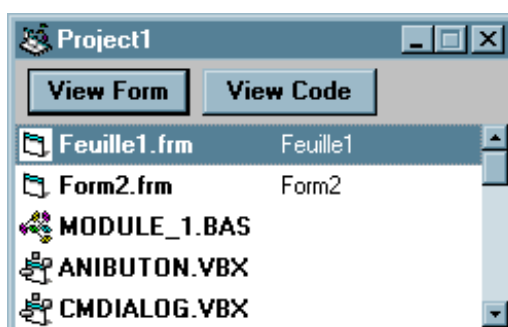 Project1
View Form View Code
Feuille1.frm Feuille1
Form2.frm Form2
MODULE_1.BAS
ANIBUTON.VBX
CMDIALOG.VBX